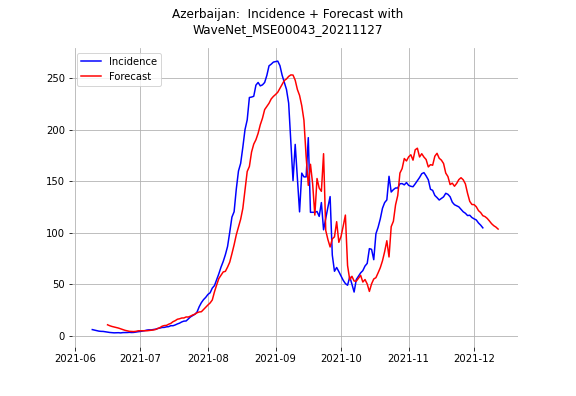 Azerbaijan:  Incidence + Forecast with
WaveNet_MSE00043_20211127
Incidence
Forecast
250
200
150
100
50
0
2021-06 2021-07 2021-08 2021-09 2021-10 2021-11 2021-12